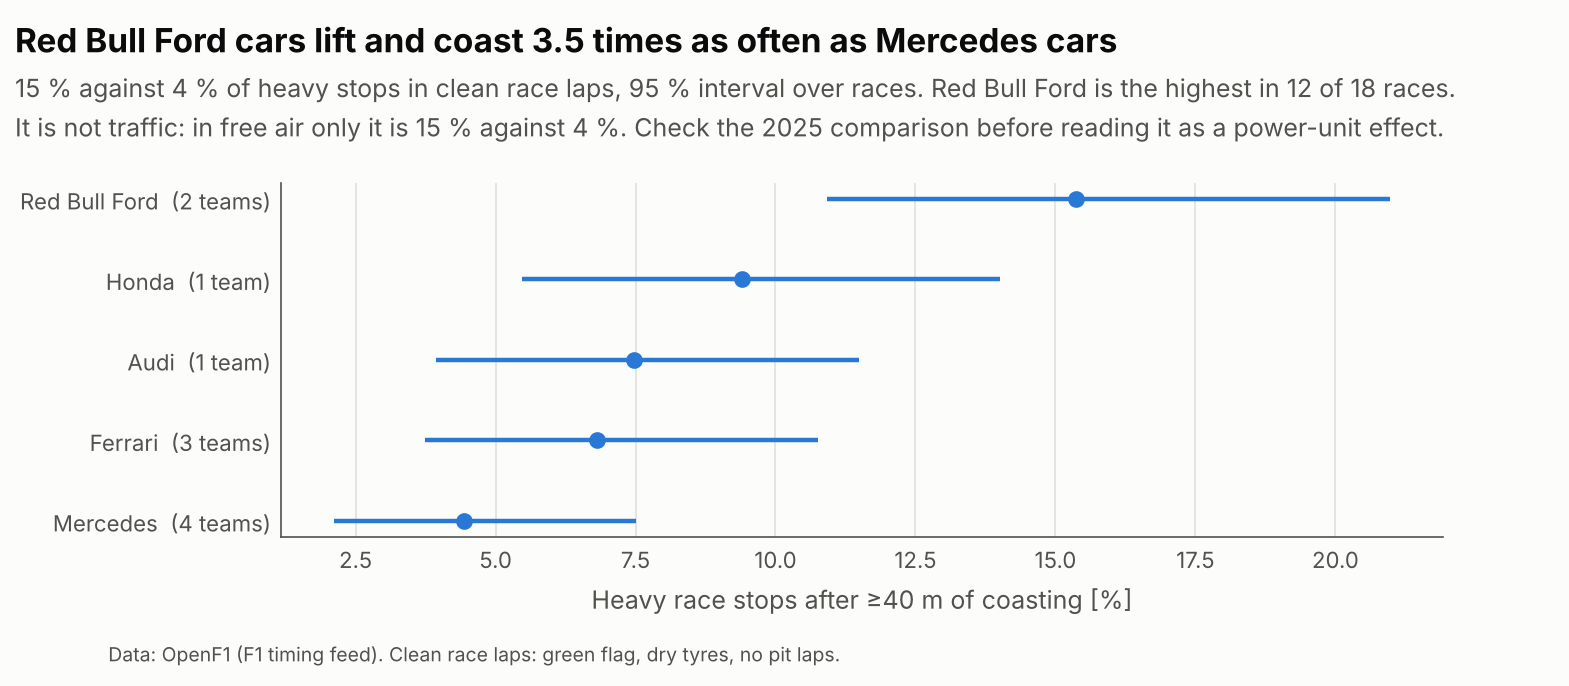 Red Bull Ford cars lift and coast 3.5 times as often as Mercedes cars
15 % against 4 % of heavy stops in clean race laps, 95 % interval over races. Red Bull Ford is the highest in 12 of 18 races.
It is not traffic: in free air only it is 15 % against 4 %. Check the 2025 comparison before reading it as a power-unit effect.
Red Bull Ford (2 teams)
Honda (1 team)
Audi (1 team)
Ferrari (3 teams)
Mercedes (4 teams)
2.5 5.0 7.5 10.0 12.5 15.0 17.5 20.0
Heavy race stops after ≥40 m of coasting [%]
Data: OpenF1 (F1 timing feed). Clean race laps: green flag, dry tyres, no pit laps.